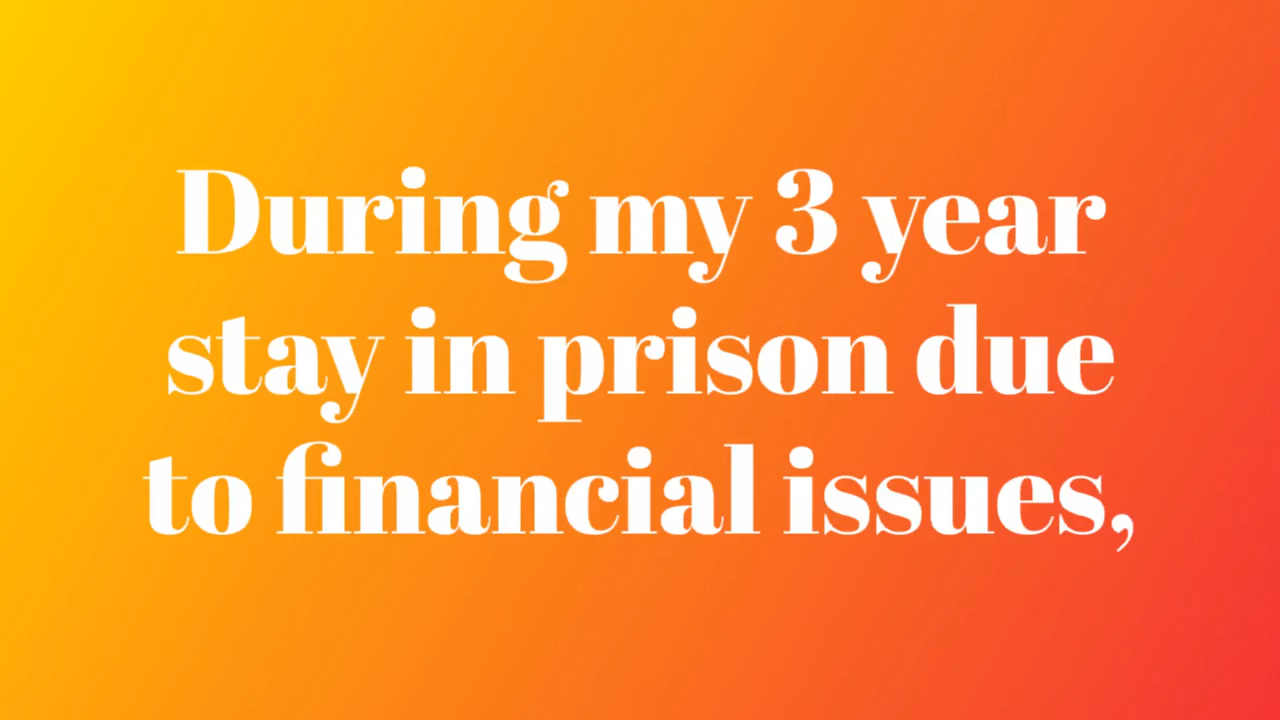 During my 3 year
stay in prison due
to financial issues,